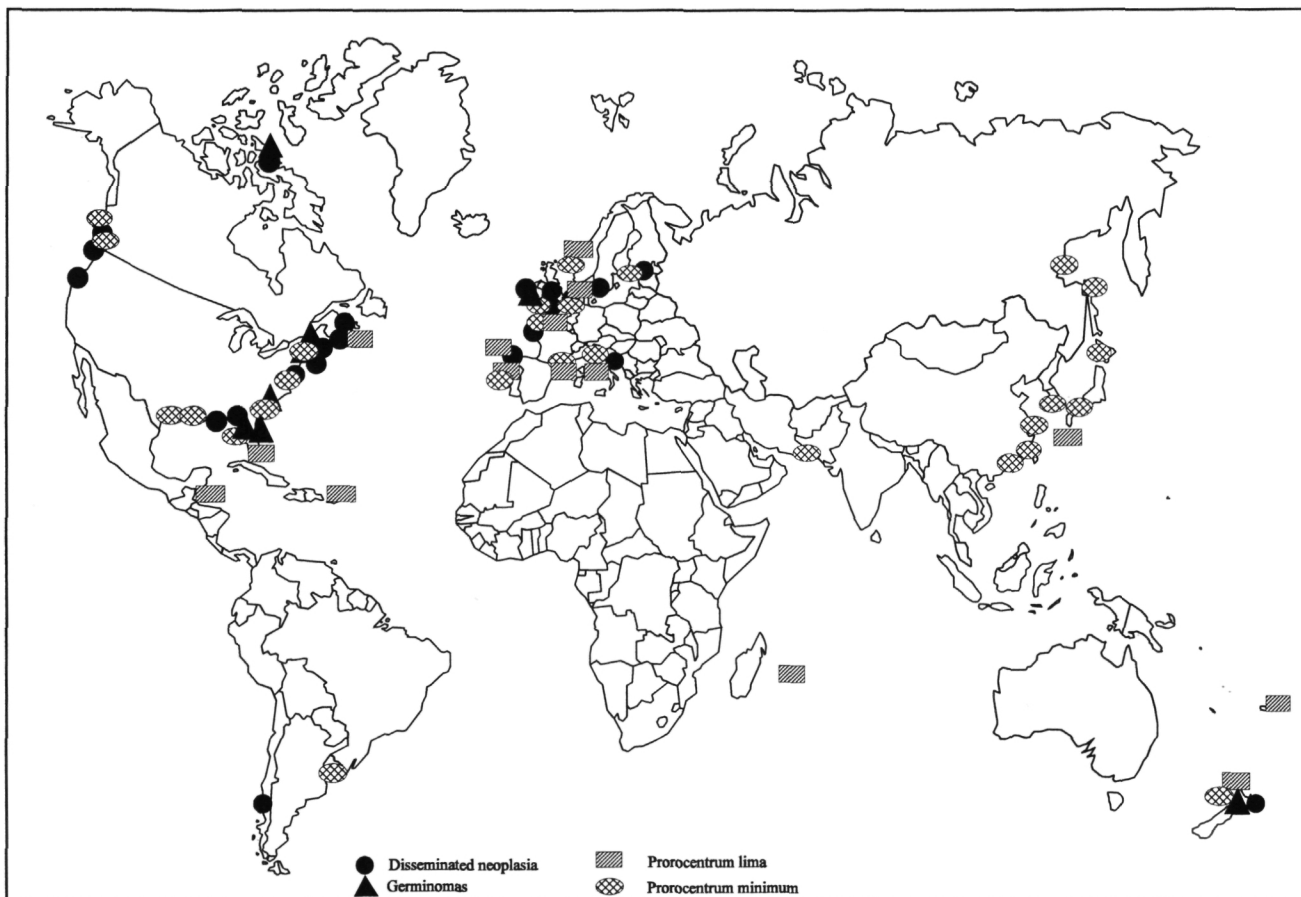 Disseminated neoplasia
Germinomas
Prorocentrum lima
Prorocentrum minimum